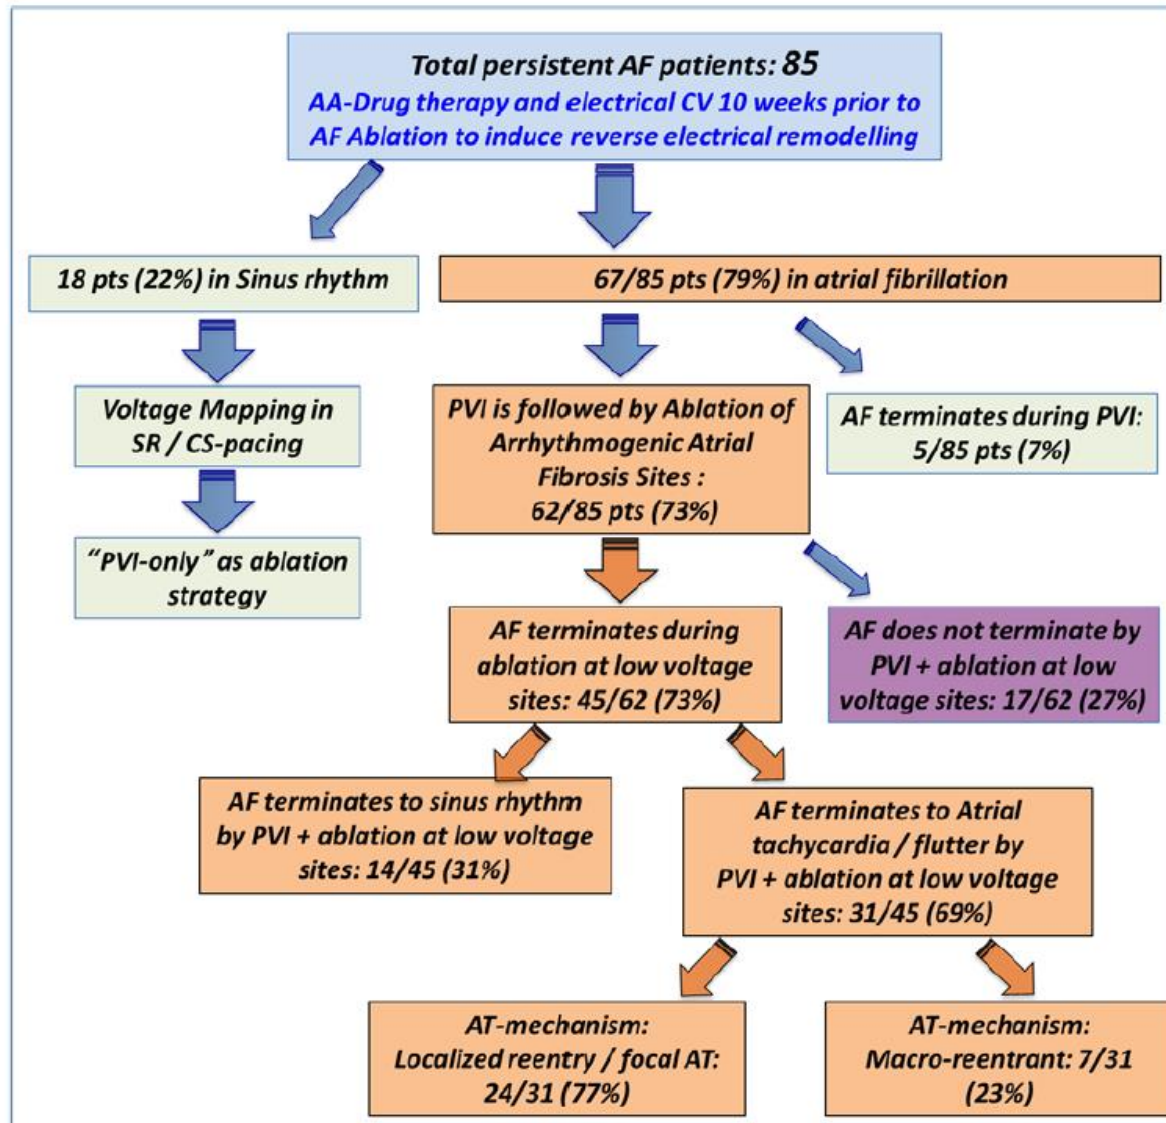 Total persistent AF patients: 85
AA-Drug therapy and electrical CV 10 weeks prior to
AF Ablation to induce reverse electrical remodelling
18 pts (22%) in Sinus rhythm
67/85 pts (79%) in atrial fibrillation
Voltage Mapping in
SR / CS-pacing
PVI is followed by Ablation of
Arrhythmogenic Atrial
Fibrosis Sites :
62/85 pts (73%)
AF terminates during PVI:
5/85 pts (7%)
“PVI-only” as ablation
strategy
AF terminates during
ablation at low voltage
sites: 45/62 (73%)
AF does not terminate by
PVI + ablation at low
voltage sites: 17/62 (27%)
AF terminates to sinus rhythm
by PVI + ablation at low voltage
sites: 14/45 (31%)
AF terminates to Atrial
tachycardia / flutter by
PVI + ablation at low voltage
sites: 31/45 (69%)
AT-mechanism:
Localized reentry / focal AT:
24/31 (77%)
AT-mechanism:
Macro-reentrant: 7/31
(23%)